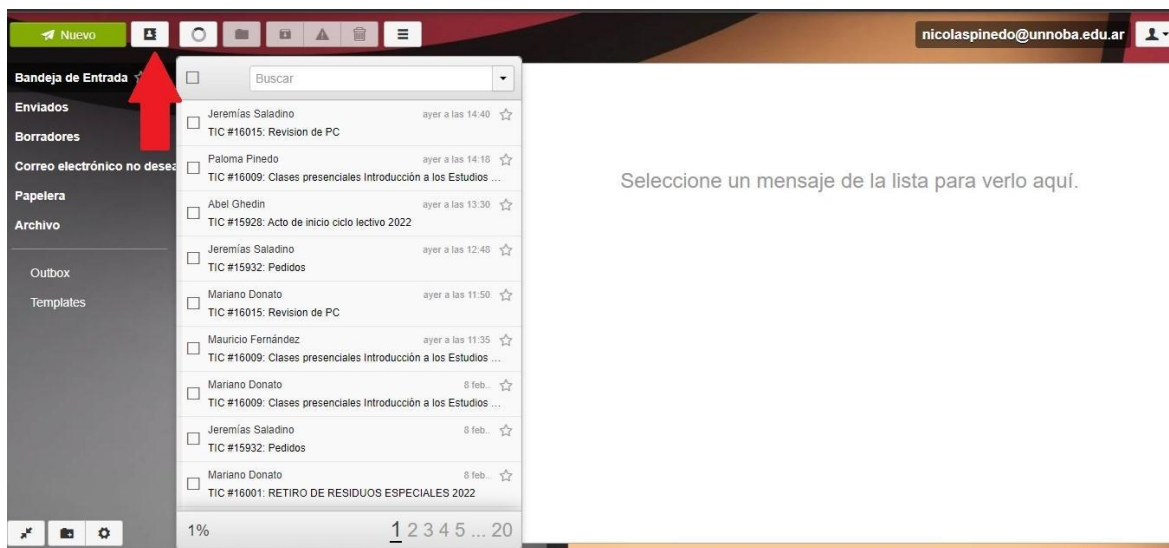 Nuevo
nicolaspinedo@unnoba.edu.ar
Bandeja de Entrada
Enviados
Borradores
Correo electrónico no desea
Papelera
Archivo
Outbox
Templates
Buscar
Jeremías Saladino ayer a las 14:40
TIC #16015: Revision de PC
Paloma Pinedo ayer a las 14:18
TIC #16009: Clases presenciales Introducción a los Estudios ...
Abel Ghedin ayer a las 13:30
TIC #15928: Acto de inicio ciclo lectivo 2022
Jeremías Saladino ayer a las 12:48
TIC #15932: Pedidos
Mariano Donato ayer a las 11:50
TIC #16015: Revision de PC
Mauricio Fernández ayer a las 11:35
TIC #16009: Clases presenciales Introducción a los Estudios ...
Mariano Donato 8 feb..
TIC #16009: Clases presenciales Introducción a los Estudios ...
Jeremías Saladino 8 feb..
TIC #15932: Pedidos
Mariano Donato 8 feb..
TIC #16001: RETIRO DE RESIDUOS ESPECIALES 2022
1% 1 2 3 4 5 ... 20
Seleccione un mensaje de la lista para verlo aquí.